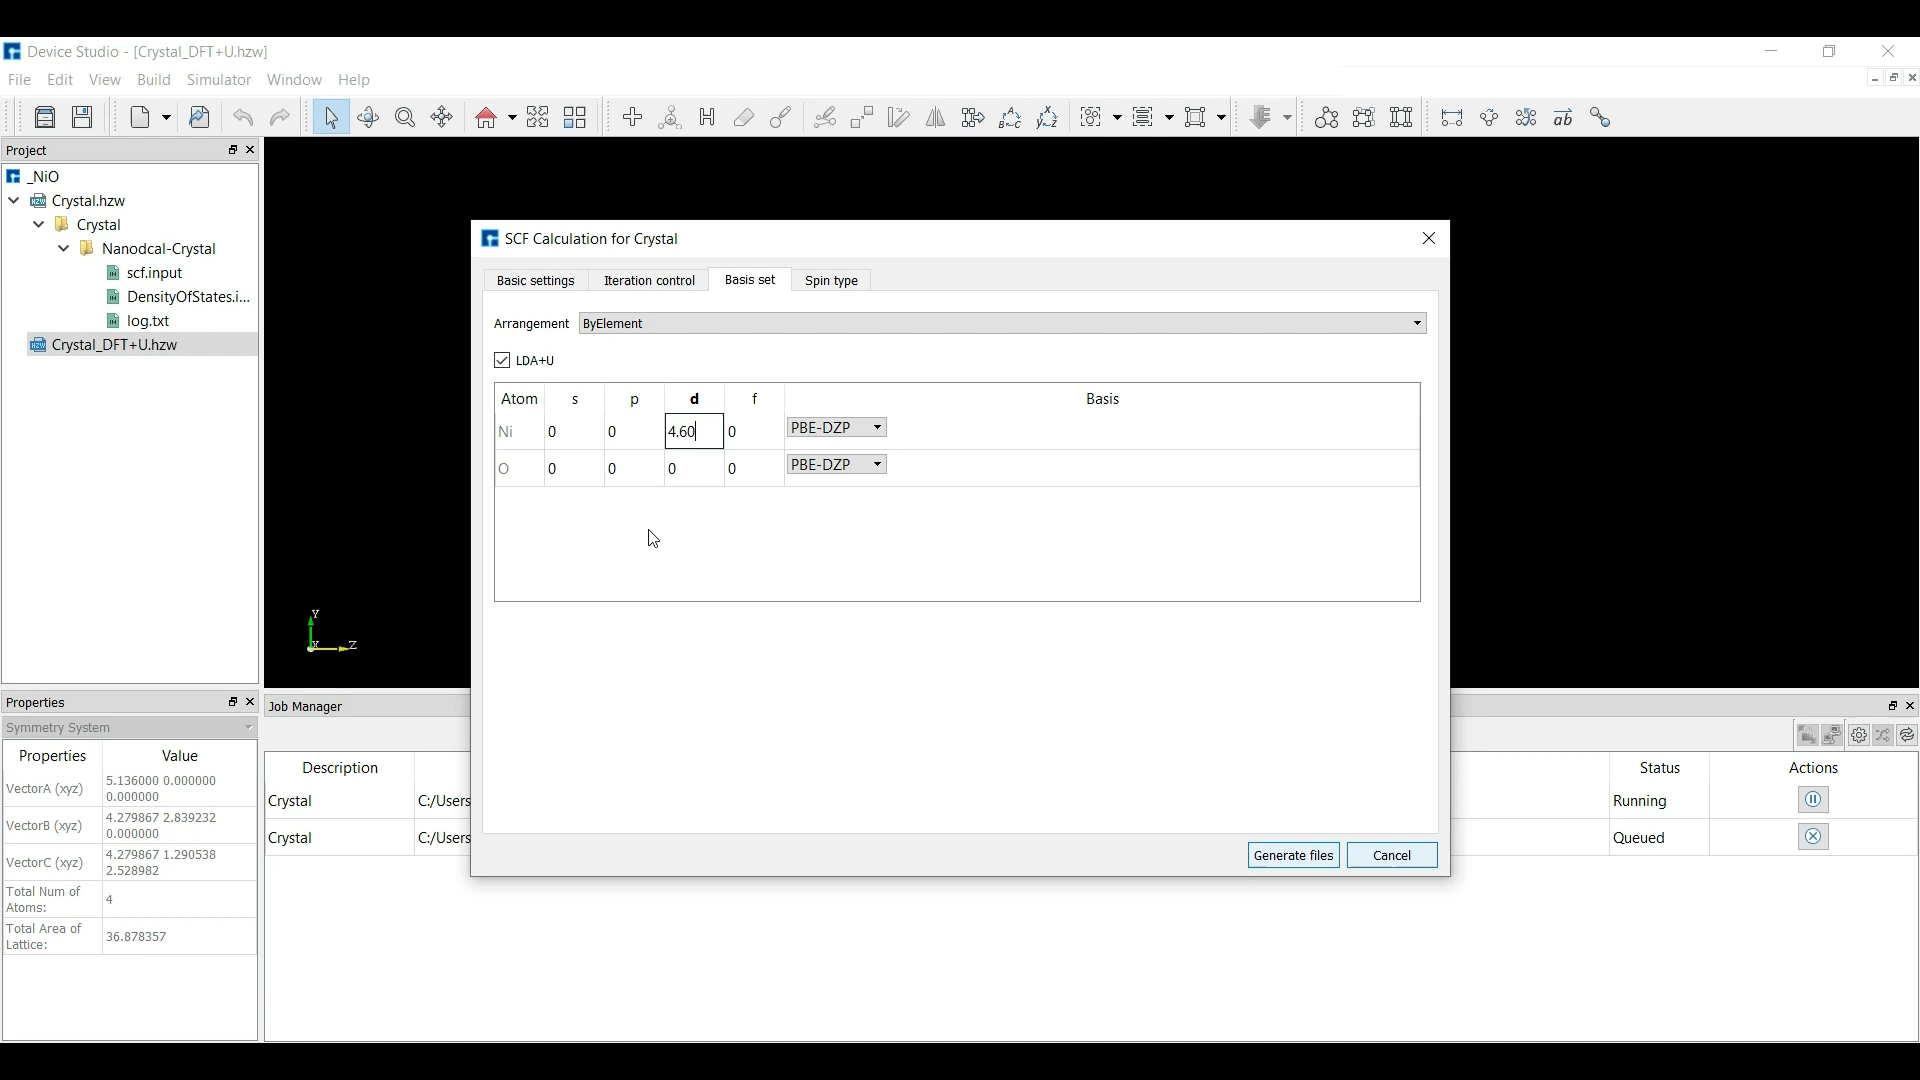 Device Studio - [Crystal_DFT+U.hzw]
File Edit View Build Simulator Window Help
Project
_NiO
Crystal.hzw
Crystal
Nanodcal-Crystal
scf.input
DensityOfStates.i...
log.txt
Crystal_DFT+U.hzw
Y
X Z
SCF Calculation for Crystal
Basic settings Iteration control Basis set Spin type
Arrangement ByElement
LDA+U
Atom s p d f Basis
Ni 0 0 4.60 0 PBE-DZP
O 0 0 0 0 PBE-DZP
Generate files Cancel
Properties
Symmetry System
Properties Value
VectorA (xyz) 5.136000 0.000000
0.000000
VectorB (xyz) 4.279867 2.839232
0.000000
VectorC (xyz) 4.279867 1.290538
2.528982
Total Num of
Atoms: 4
Total Area of
Lattice: 36.878357
Job Manager
Description Status Actions
Crystal C:/Users Running
Crystal C:/Users Queued